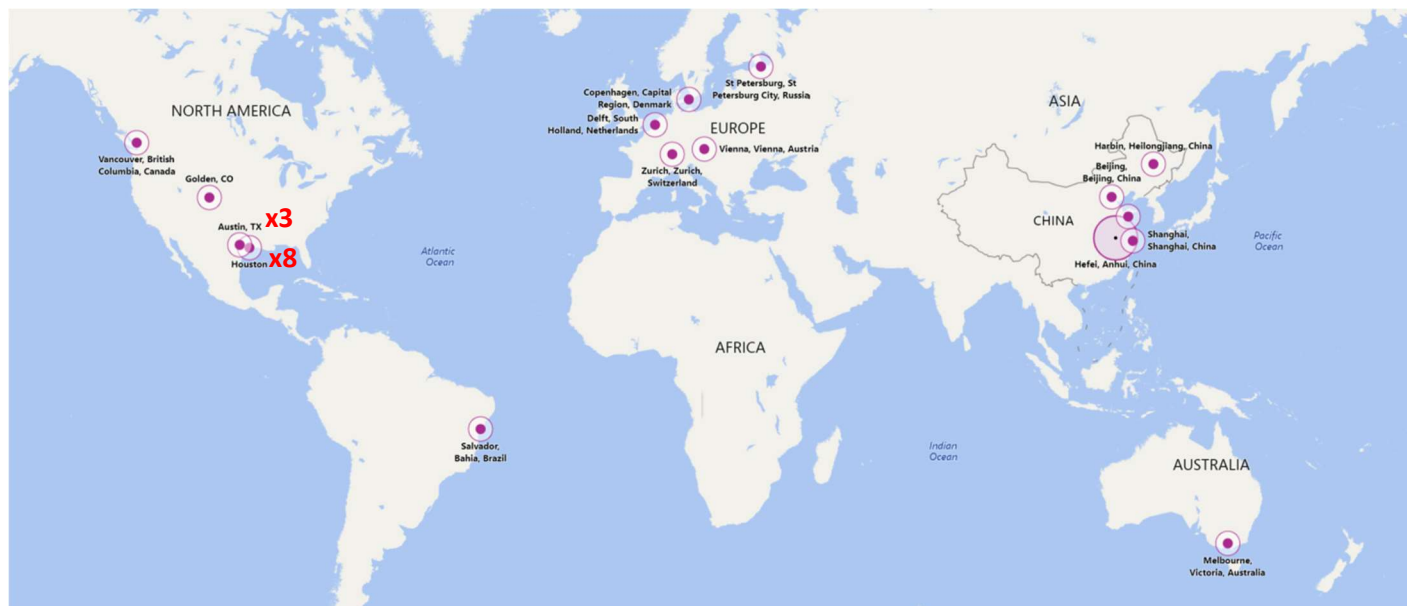 St Petersburg, St
Petersburg City, Russia
Copenhagen, Capital
Region, Denmark
NORTH AMERICA
ASIA
Delft, South
Holland, Netherlands
EUROPE
Vienna, Vienna, Austria
Harbin, Heilongjiang, China
Vancouver, British
Columbia, Canada
Golden, CO
Zurich, Zurich,
Switzerland
Beijing,
Beijing, China
Austin, TX
x3
CHINA
Shanghai,
Shanghai, China
Houston
x8
Hefei, Anhui, China
Atlantic
Ocean
Pacific
Ocean
AFRICA
Salvador,
Bahia, Brazil
Indian
Ocean
AUSTRALIA
Melbourne,
Victoria, Australia